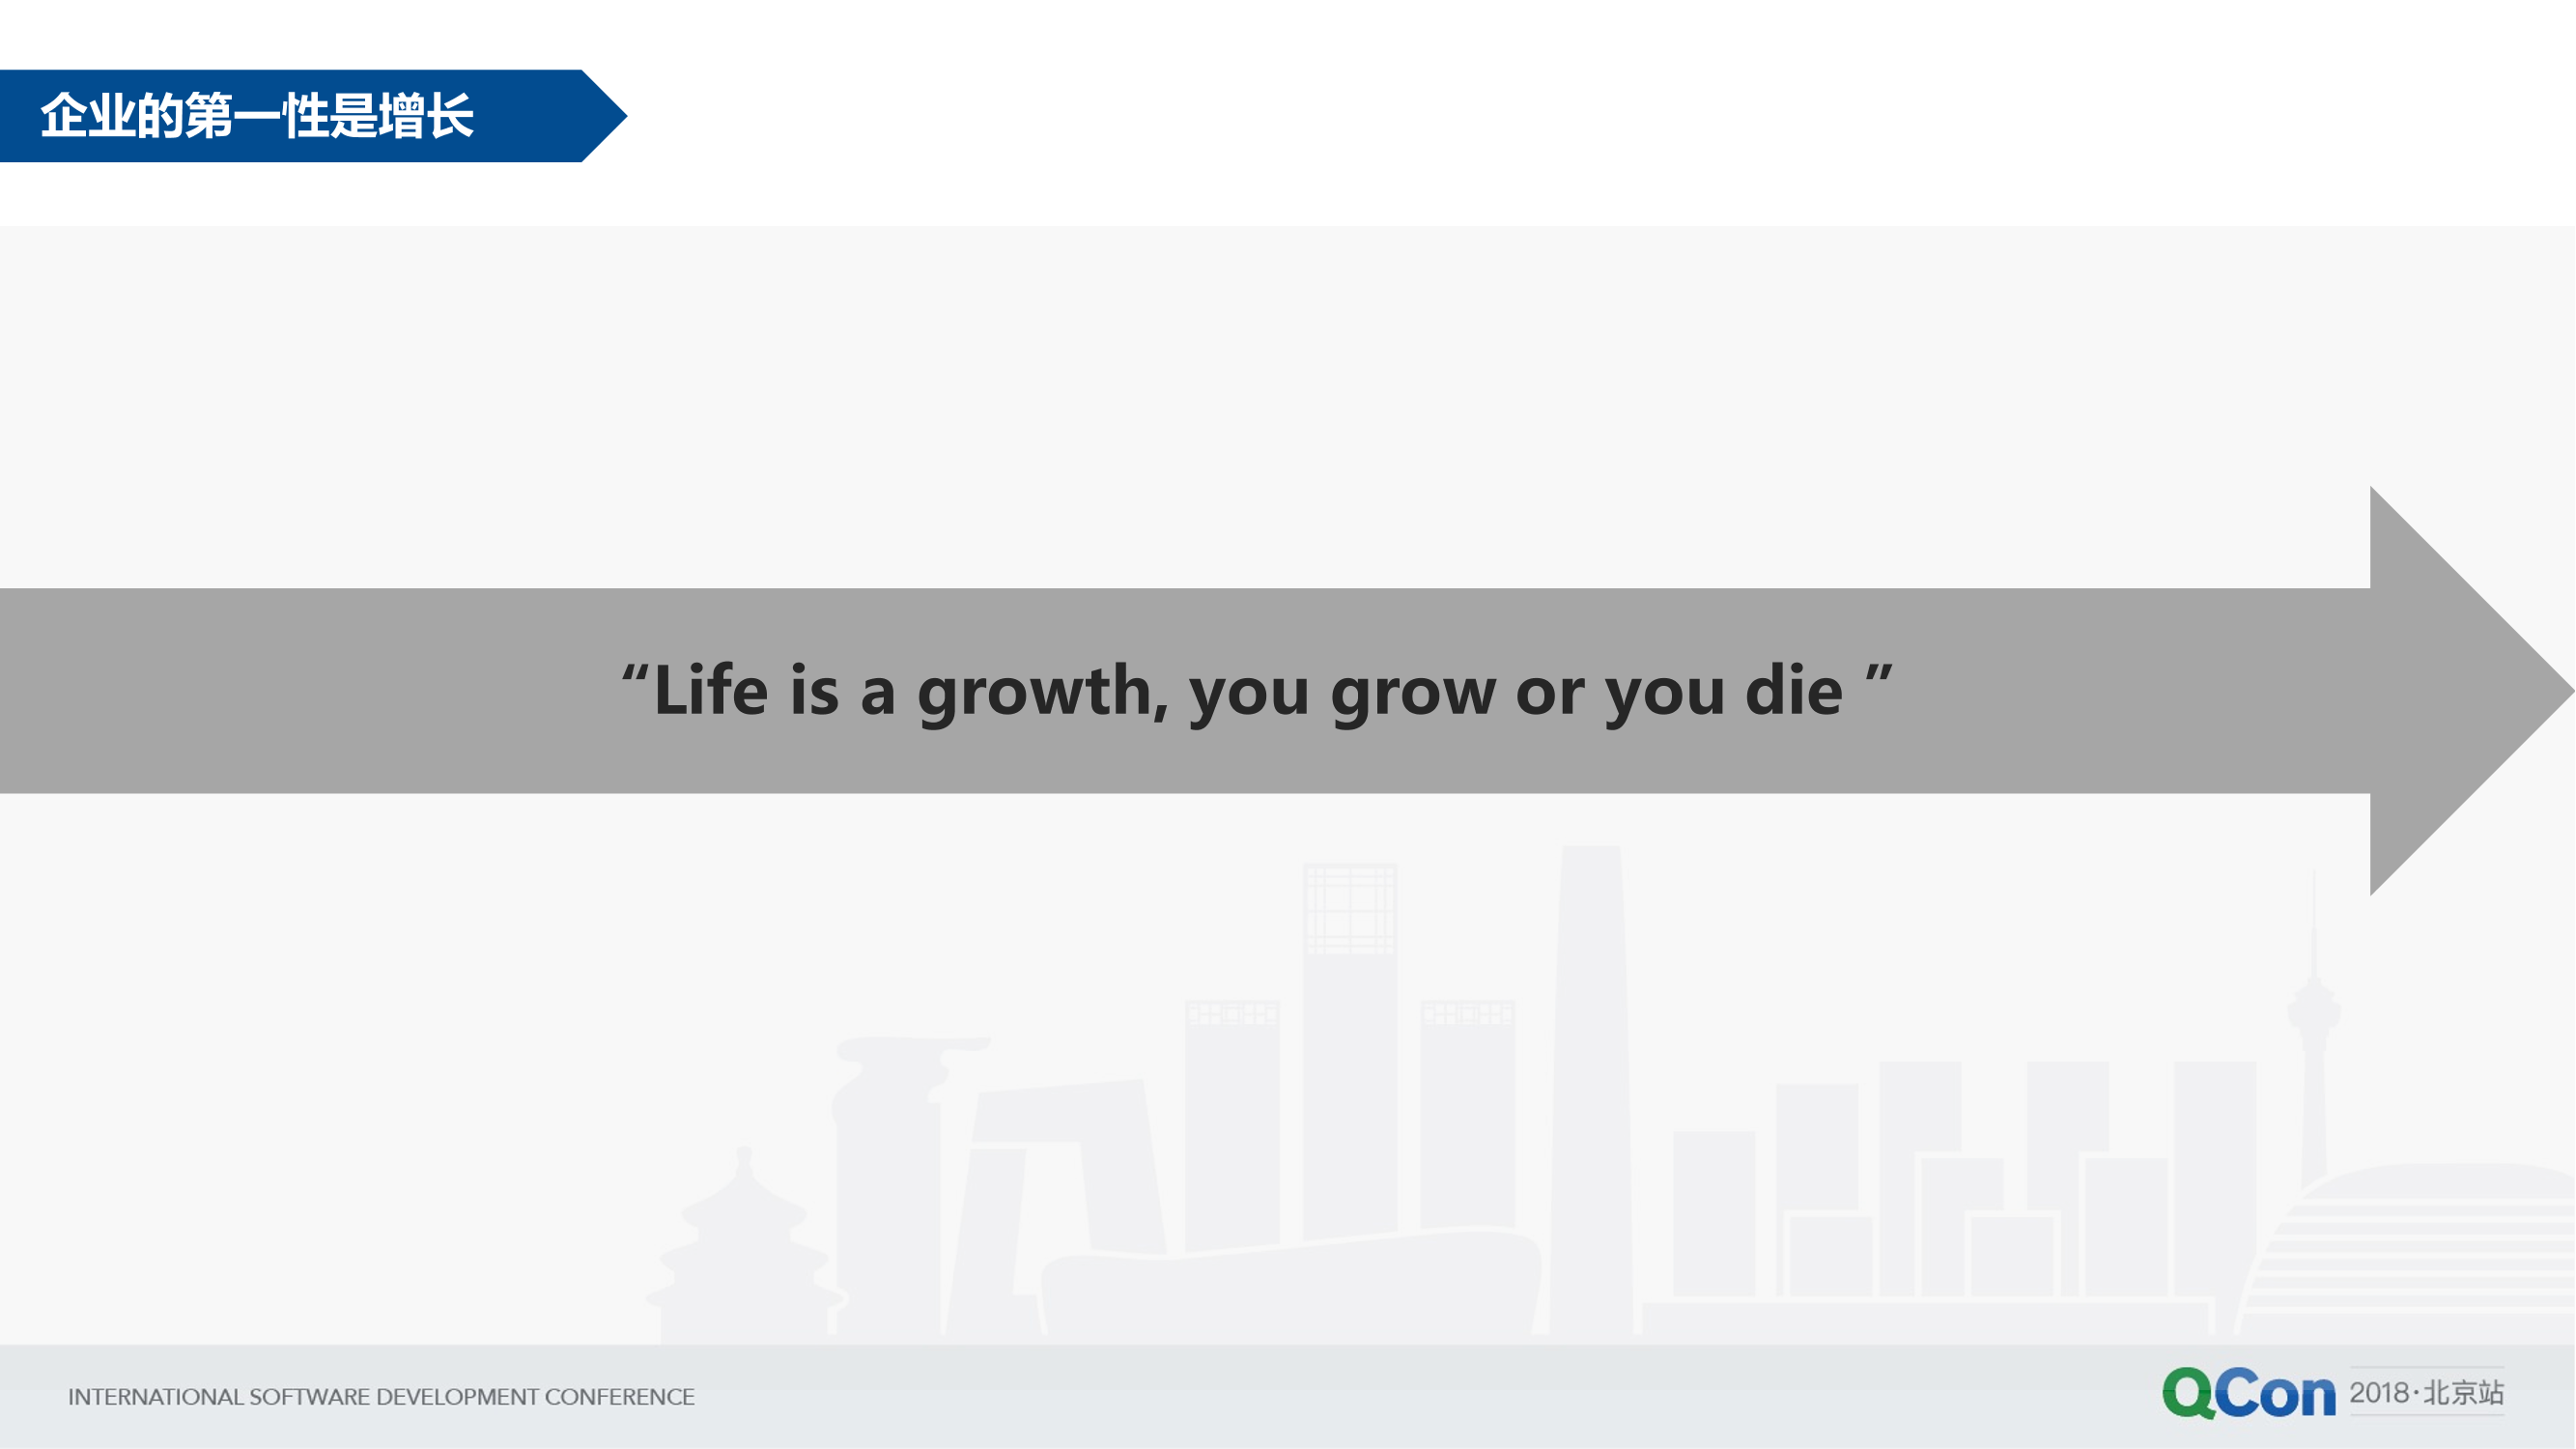 企业的第一性是增长
“Life is a growth, you grow or you die ”
INTERNATIONAL SOFTWARE DEVELOPMENT CONFERENCE
QCon 2018·北京站